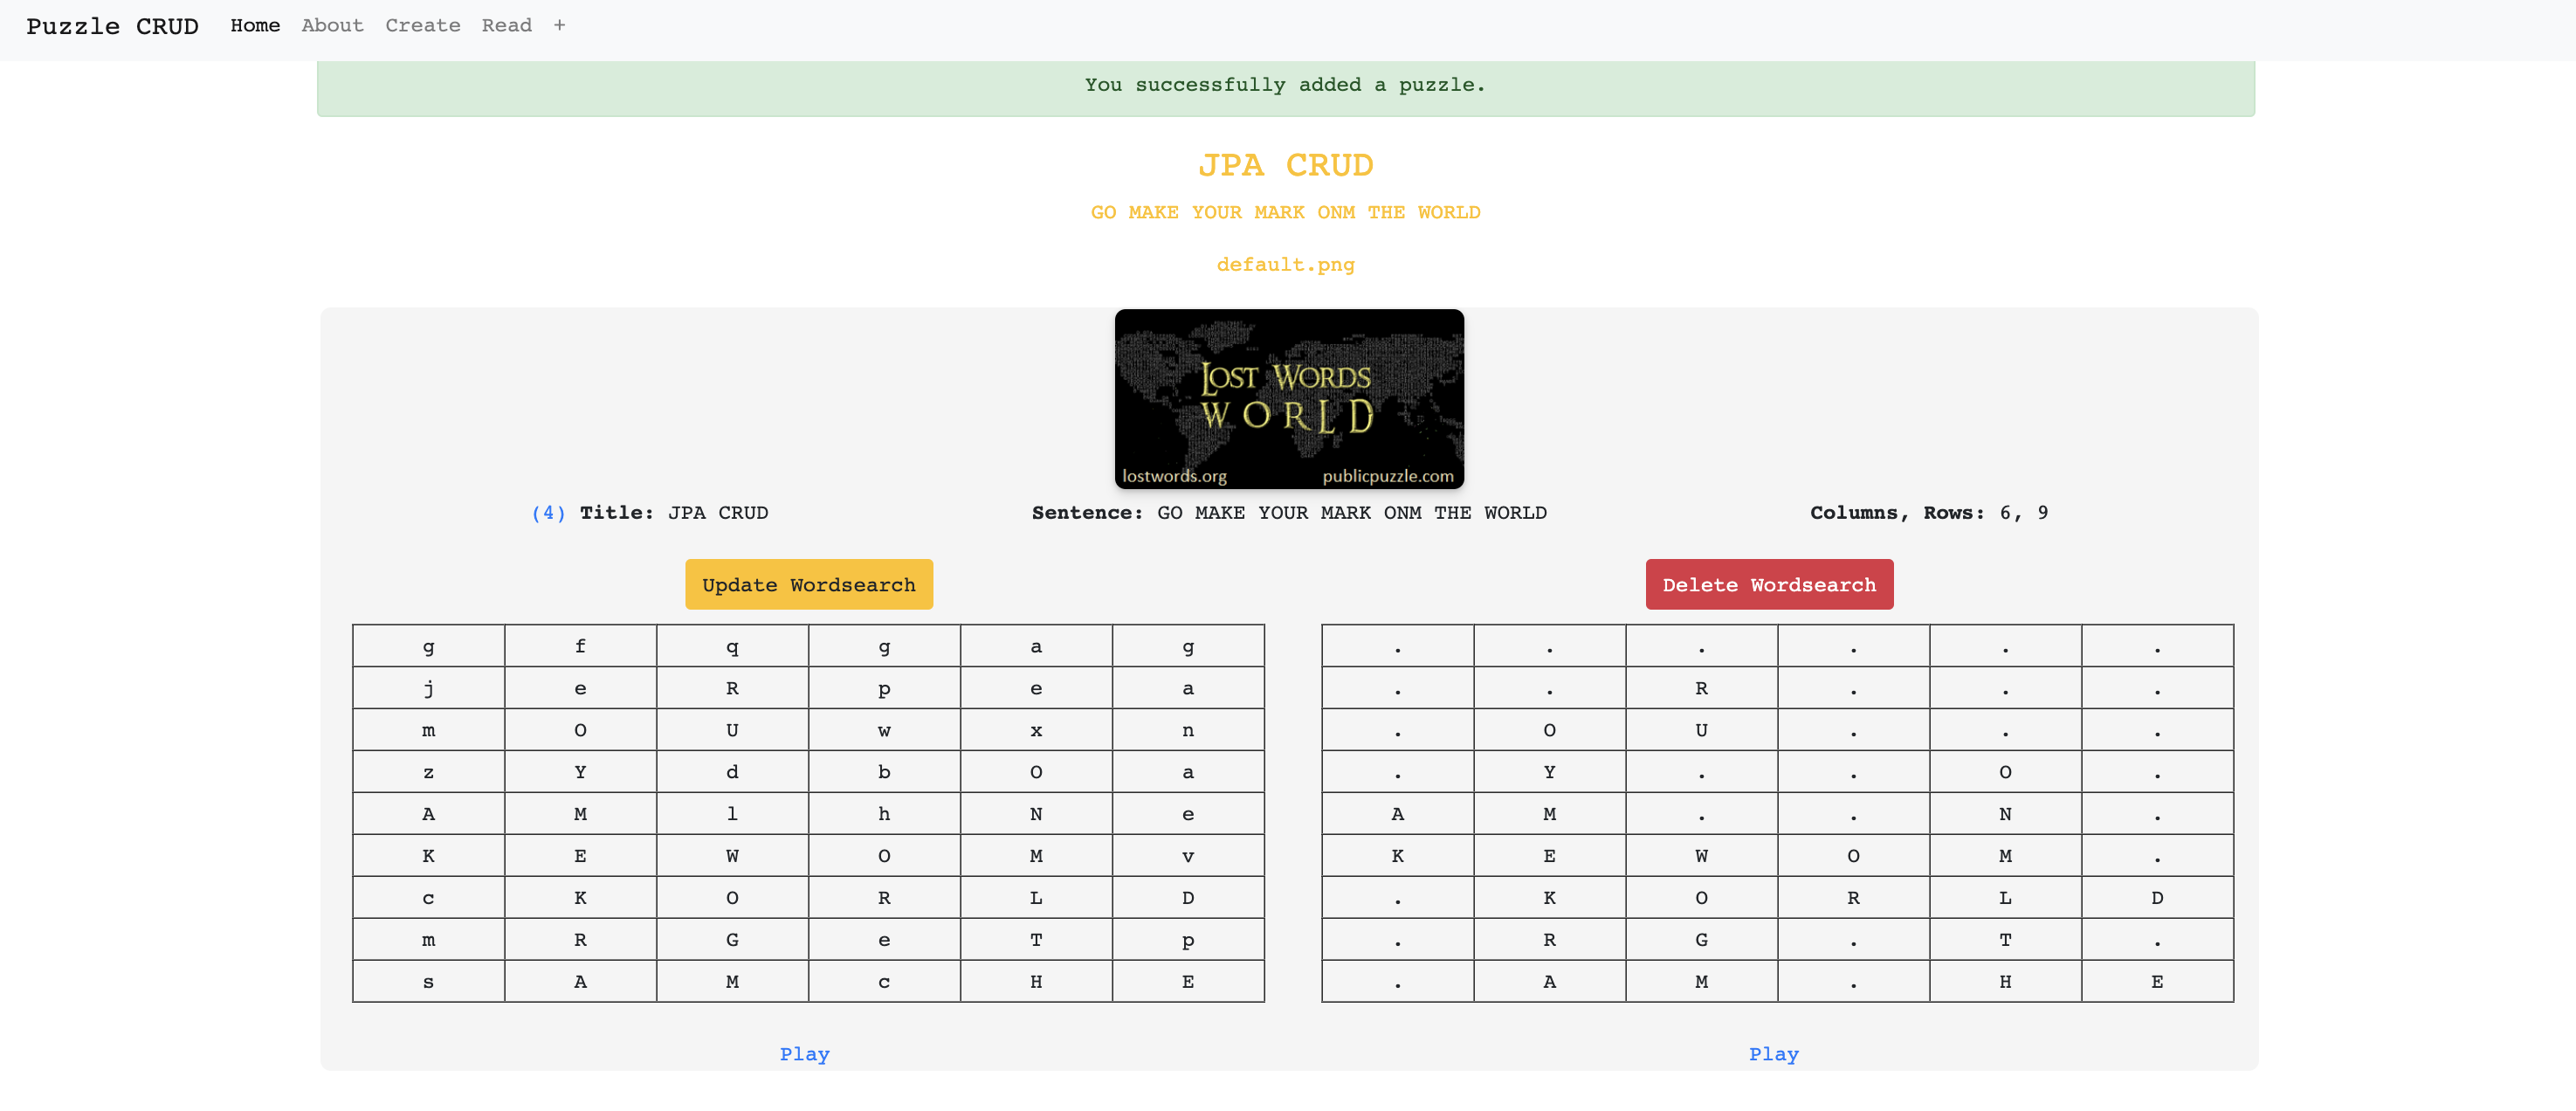 Puzzle CRUD Home About Create Read +
You successfully added a puzzle.
JPA CRUD
GO MAKE YOUR MARK ONM THE WORLD
default.png
LOST WORDS
WORLD
lostwords.org publicpuzzle.com
(4) Title: JPA CRUD Sentence: GO MAKE YOUR MARK ONM THE WORLD Columns, Rows: 6, 9
Update Wordsearch Delete Wordsearch
g f q g a g . . . . . .
j e R p e a . . R . . .
m O U w x n . O U . . .
z Y d b O a . Y . . O .
A M l h N e A M . . N .
K E W O M v K E W O M .
c K O R L D . K O R L D
m R G e T p . R G . T .
s A M c H E . A M . H E
Play Play